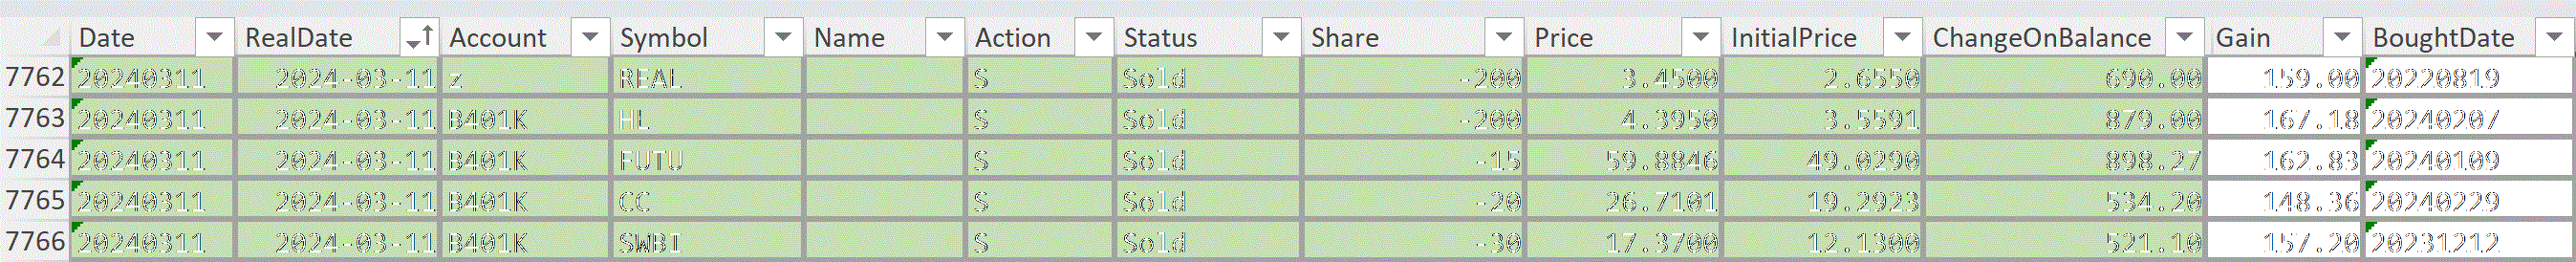 Date RealDate Account Symbol Name Action Status Share Price InitialPrice ChangeOnBalance Gain BoughtDate
7762 20240311 2024-03-11 z REAL S Sold -200 3.4500 2.6550 690.00 159.00 20220819
7763 20240311 2024-03-11 B401K HL S Sold -200 4.3950 3.5591 879.00 167.18 20240207
7764 20240311 2024-03-11 B401K FUTU S Sold -15 59.8846 49.0290 898.27 162.83 20240109
7765 20240311 2024-03-11 B401K CC S Sold -20 26.7101 19.2923 534.20 148.36 20240229
7766 20240311 2024-03-11 B401K SWBI S Sold -30 17.3700 12.1300 521.10 157.20 20231212